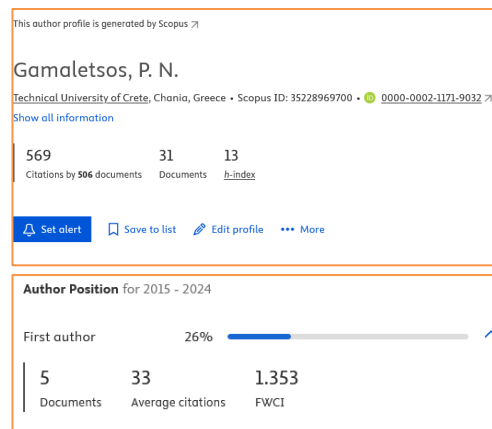 This author profile is generated by Scopus
Gamaletsos, P. N.
Technical University of Crete, Chania, Greece • Scopus ID: 35228969700 • iD 0000-0002-1171-9032
Show all information
569 31 13
Citations by 506 documents Documents h-index
Set alert Save to list Edit profile ••• More
Author Position for 2015 - 2024
First author 26%
5 33 1.353
Documents Average citations FWCI